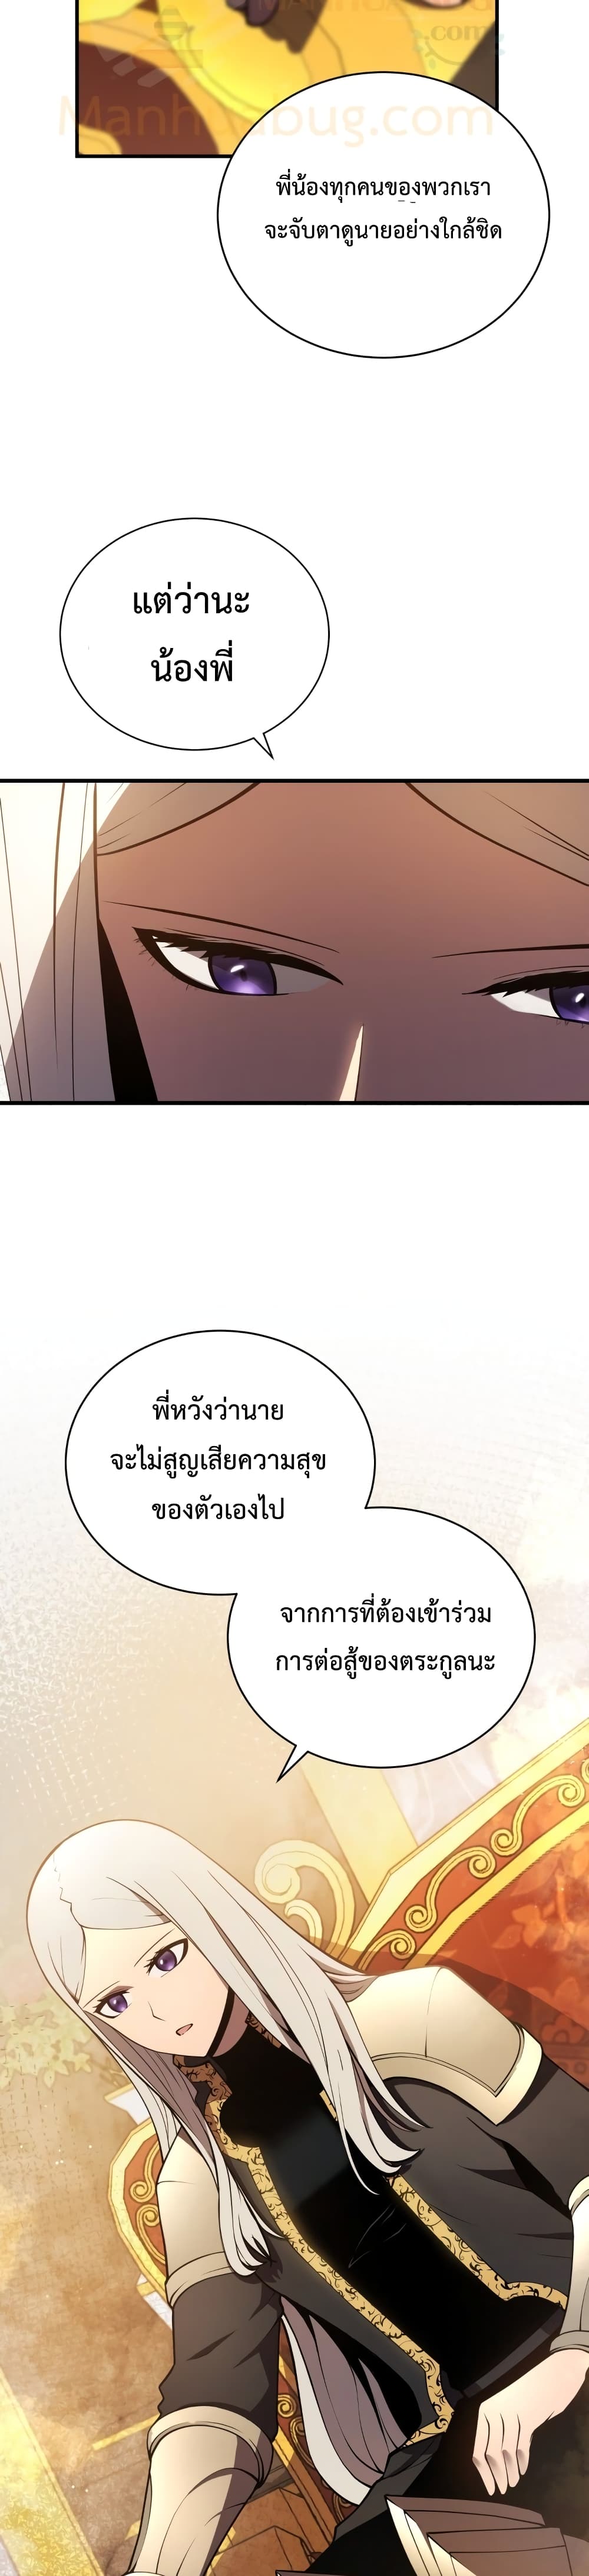 Manhuabug.com
พี่น้องทุกคนของพวกเรา
จะจับตาดูนายอย่างใกล้ชิด
แต่ว่านะ
น้องพี่
พี่หวังว่านาย
จะไม่สูญเสียความสุข
ของตัวเองไป
จากการที่ต้องเข้าร่วม
การต่อสู้ของตระกูลนะ